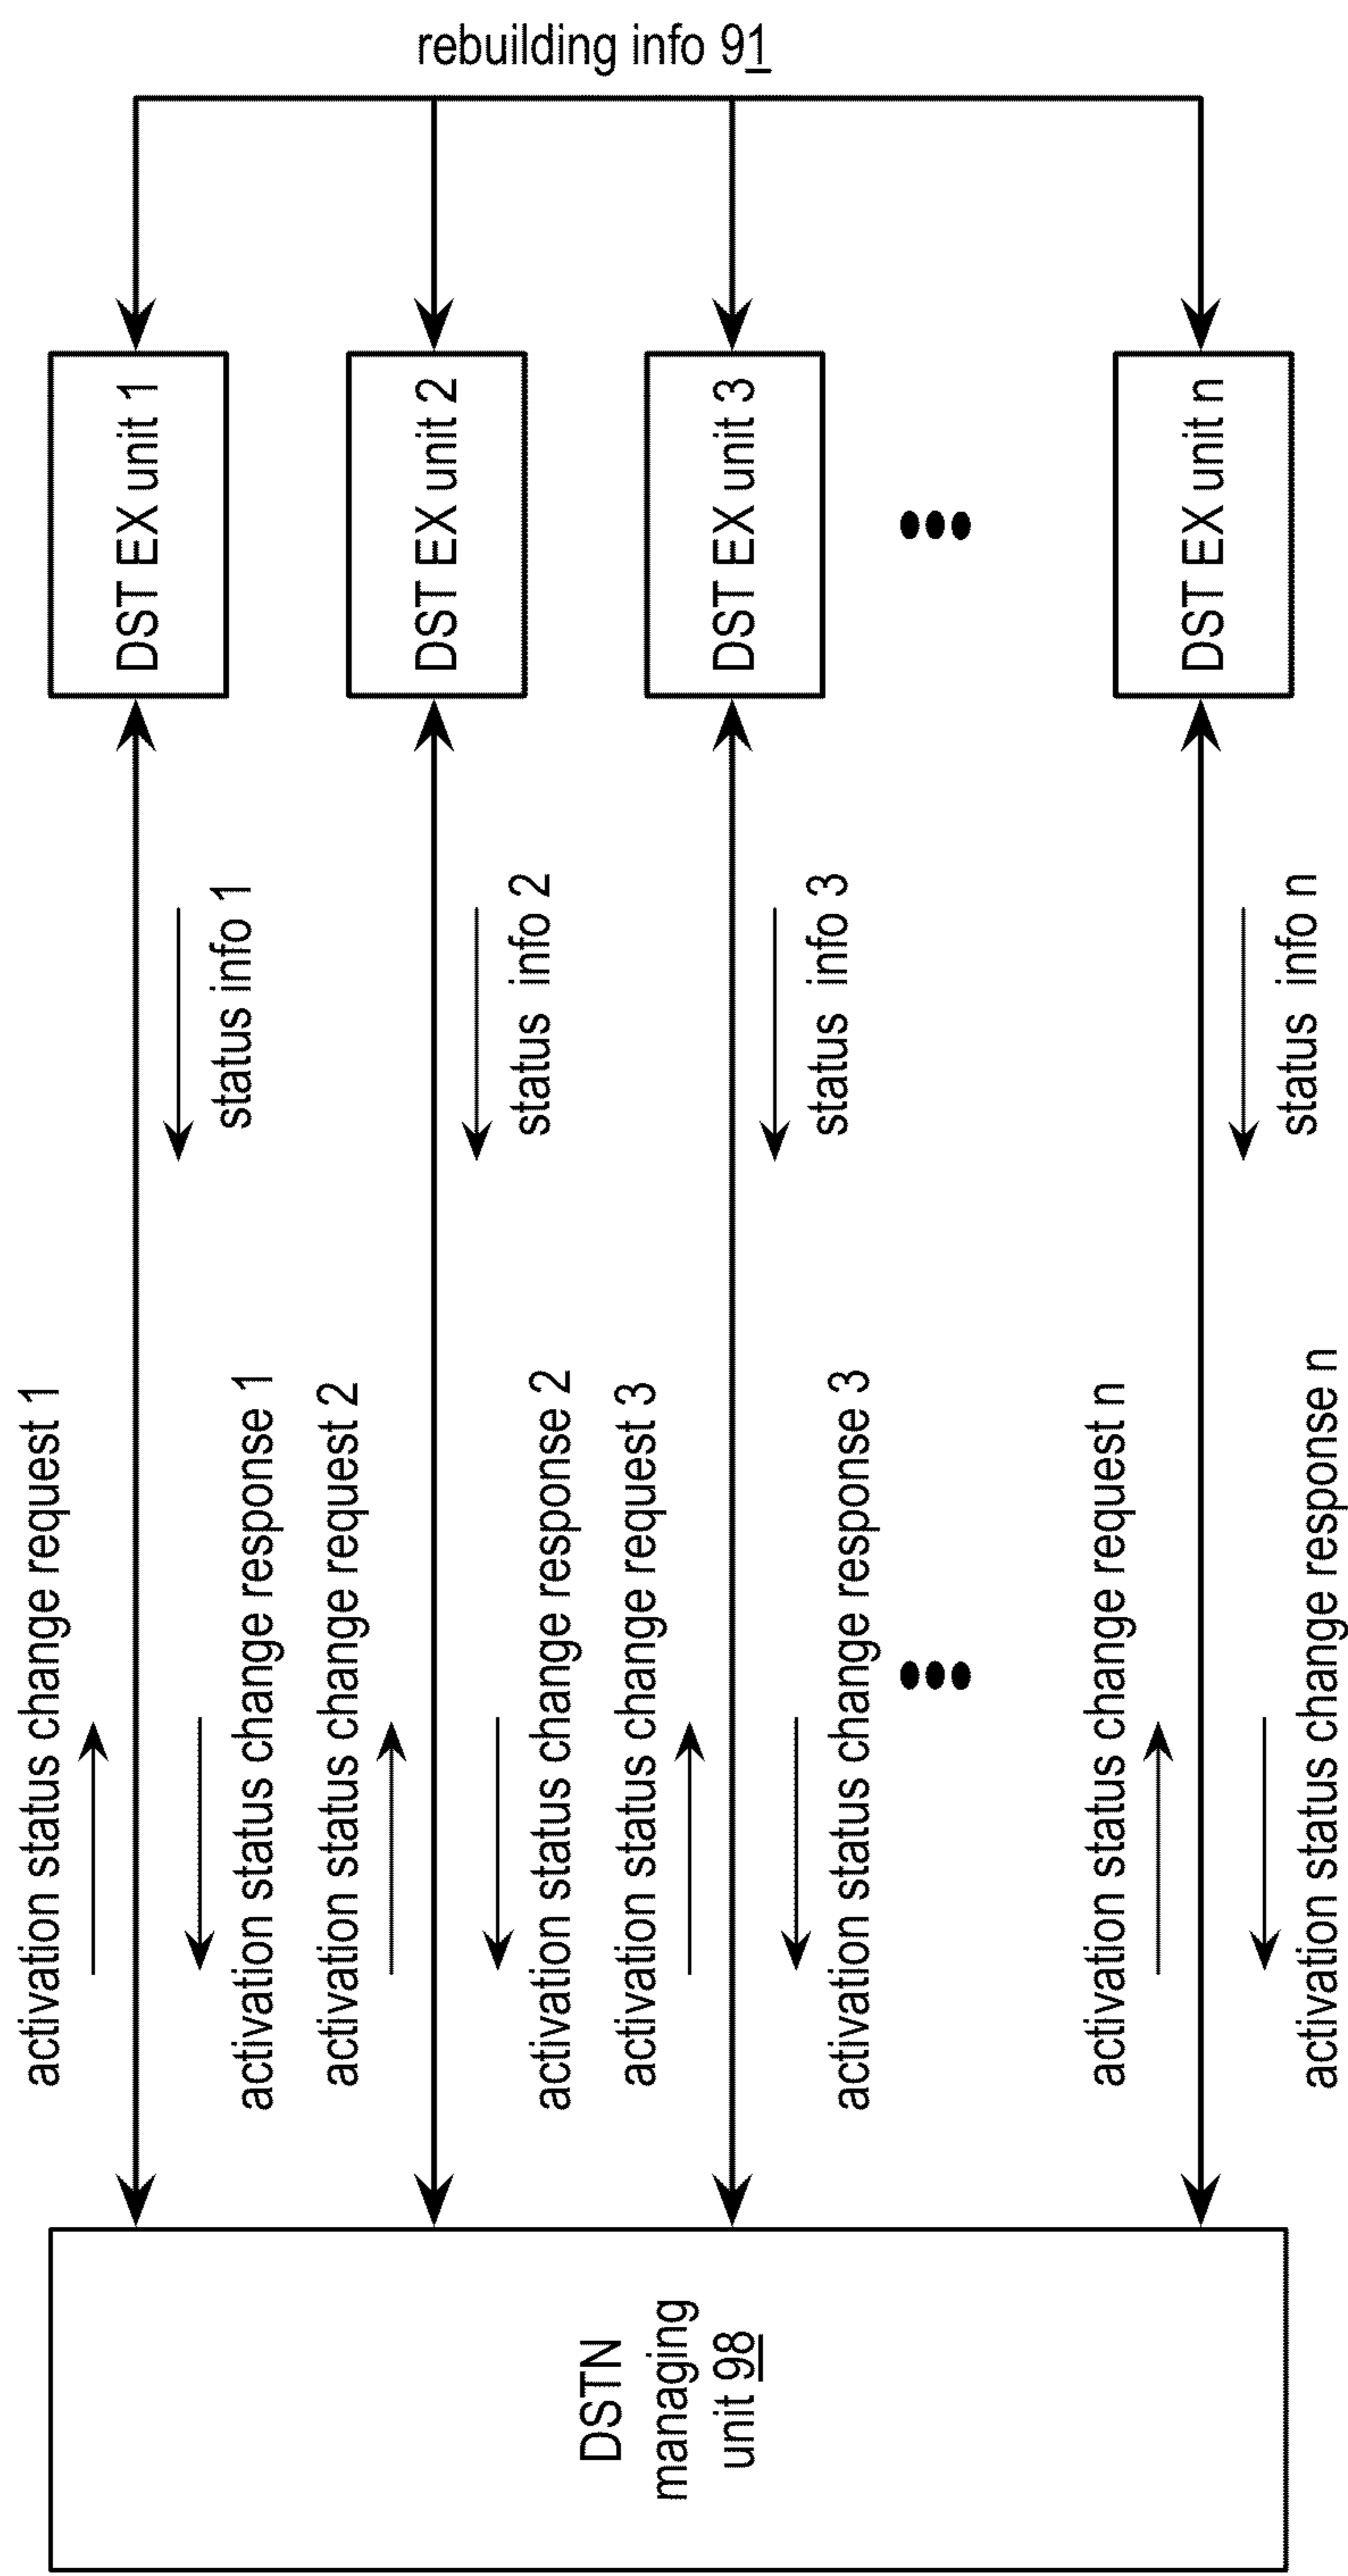 rebuilding info 91
DST EX unit 1
DST EX unit 2
DST EX unit 3
DST EX unit n
status info 1
status info 2
status info 3
status info n
activation status change request 1
activation status change response 1
activation status change request 2
activation status change response 2
activation status change request 3
activation status change response 3
activation status change request n
activation status change response n
DSTN
managing
unit 98